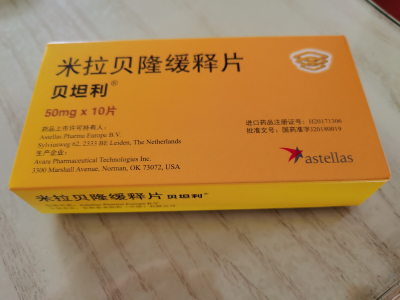 米拉贝隆缓释片
贝坦利®
50mg x 10片
药品上市许可持有人:
Astellas Pharma Europe B.V.
Sylviusweg 62, 2333 BE Leiden, The Netherlands
生产企业:
Avara Pharmaceutical Technologies Inc.
3300 Marshall Avenue, Norman, OK 73072, USA
进口药品注册证号: H20171306
批准文号: 国药准字J20180019
astellas
米拉贝隆缓释片 贝坦利®